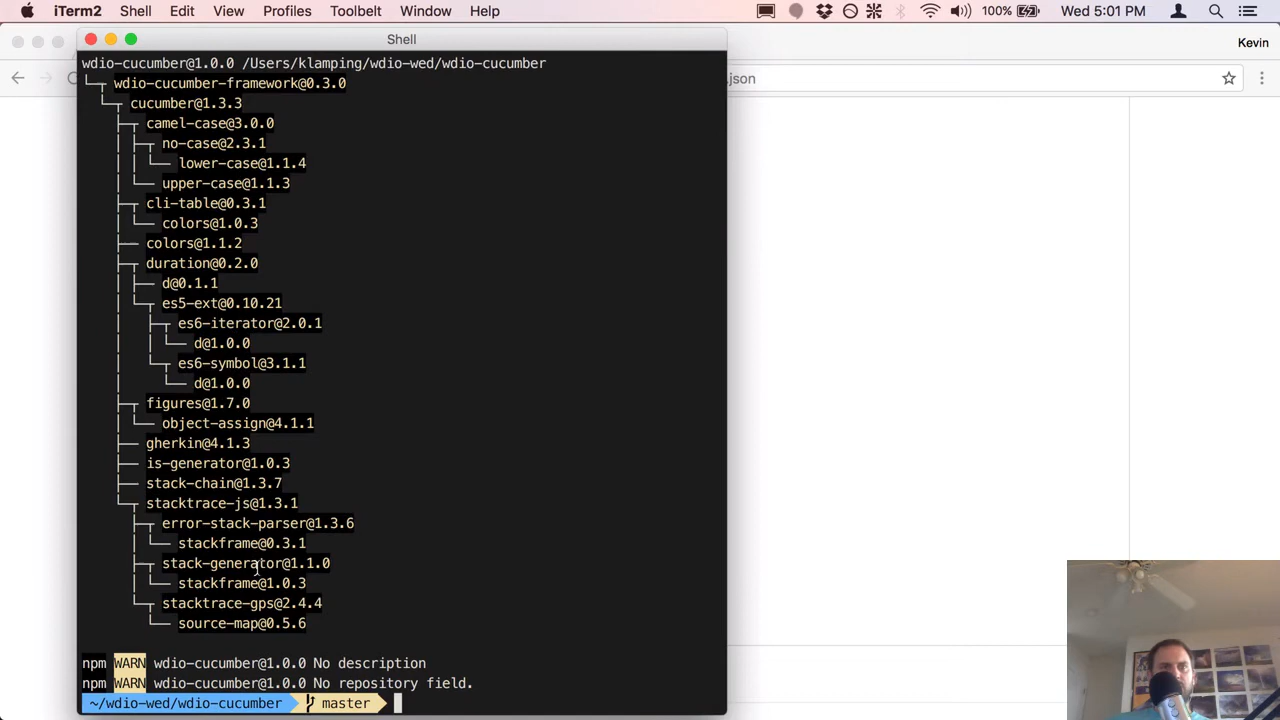 iTerm2 Shell Edit View Profiles Toolbelt Window Help 100% Wed 5:01 PM
Shell
Kevin
.json
wdio-cucumber@1.0.0 /Users/klamping/wdio-wed/wdio-cucumber
└─┬ wdio-cucumber-framework@0.3.0
└─┬ cucumber@1.3.3
├─┬ camel-case@3.0.0
│ ├─┬ no-case@2.3.1
│ │ └── lower-case@1.1.4
│ └── upper-case@1.1.3
├─┬ cli-table@0.3.1
│ └── colors@1.0.3
├── colors@1.1.2
├─┬ duration@0.2.0
│ ├── d@0.1.1
│ └─┬ es5-ext@0.10.21
│ ├─┬ es6-iterator@2.0.1
│ │ └── d@1.0.0
│ └─┬ es6-symbol@3.1.1
│ └── d@1.0.0
├─┬ figures@1.7.0
│ └── object-assign@4.1.1
├── gherkin@4.1.3
├── is-generator@1.0.3
├── stack-chain@1.3.7
└─┬ stacktrace-js@1.3.1
├─┬ error-stack-parser@1.3.6
│ └── stackframe@0.3.1
├─┬ stack-generator@1.1.0
│ └── stackframe@1.0.3
└─┬ stacktrace-gps@2.4.4
└── source-map@0.5.6
npm WARN wdio-cucumber@1.0.0 No description
npm WARN wdio-cucumber@1.0.0 No repository field.
~/wdio-wed/wdio-cucumber master